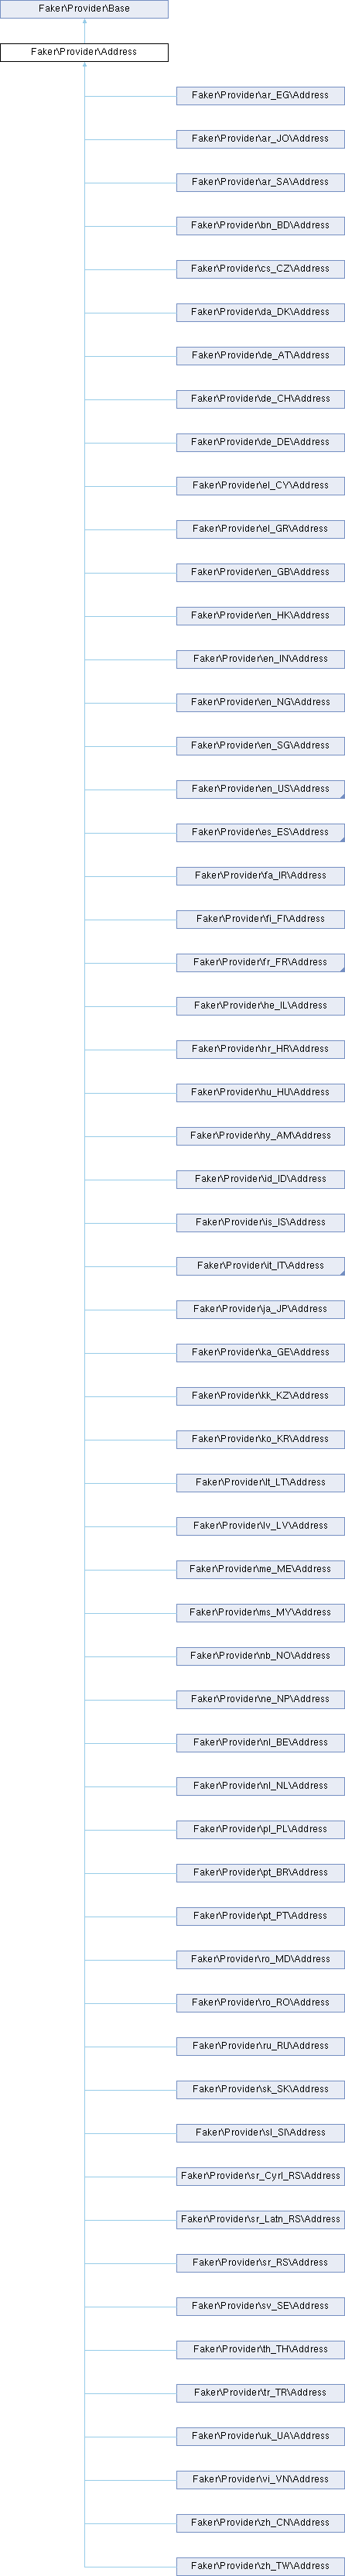 Faker\Provider\Base
Faker\Provider\Address
Faker\Provider\ar_EG\Address
Faker\Provider\ar_JO\Address
Faker\Provider\ar_SA\Address
Faker\Provider\bn_BD\Address
Faker\Provider\cs_CZ\Address
Faker\Provider\da_DK\Address
Faker\Provider\de_AT\Address
Faker\Provider\de_CH\Address
Faker\Provider\de_DE\Address
Faker\Provider\el_CY\Address
Faker\Provider\el_GR\Address
Faker\Provider\en_GB\Address
Faker\Provider\en_HK\Address
Faker\Provider\en_IN\Address
Faker\Provider\en_NG\Address
Faker\Provider\en_SG\Address
Faker\Provider\en_US\Address
Faker\Provider\es_ES\Address
Faker\Provider\fa_IR\Address
Faker\Provider\fi_FI\Address
Faker\Provider\fr_FR\Address
Faker\Provider\he_IL\Address
Faker\Provider\hr_HR\Address
Faker\Provider\hu_HU\Address
Faker\Provider\hy_AM\Address
Faker\Provider\id_ID\Address
Faker\Provider\is_IS\Address
Faker\Provider\it_IT\Address
Faker\Provider\ja_JP\Address
Faker\Provider\ka_GE\Address
Faker\Provider\kk_KZ\Address
Faker\Provider\ko_KR\Address
Faker\Provider\lt_LT\Address
Faker\Provider\lv_LV\Address
Faker\Provider\me_ME\Address
Faker\Provider\ms_MY\Address
Faker\Provider\nb_NO\Address
Faker\Provider\ne_NP\Address
Faker\Provider\nl_BE\Address
Faker\Provider\nl_NL\Address
Faker\Provider\pl_PL\Address
Faker\Provider\pt_BR\Address
Faker\Provider\pt_PT\Address
Faker\Provider\ro_MD\Address
Faker\Provider\ro_RO\Address
Faker\Provider\ru_RU\Address
Faker\Provider\sk_SK\Address
Faker\Provider\sl_SI\Address
Faker\Provider\sr_Cyrl_RS\Address
Faker\Provider\sr_Latn_RS\Address
Faker\Provider\sr_RS\Address
Faker\Provider\sv_SE\Address
Faker\Provider\th_TH\Address
Faker\Provider\tr_TR\Address
Faker\Provider\uk_UA\Address
Faker\Provider\vi_VN\Address
Faker\Provider\zh_CN\Address
Faker\Provider\zh_TW\Address